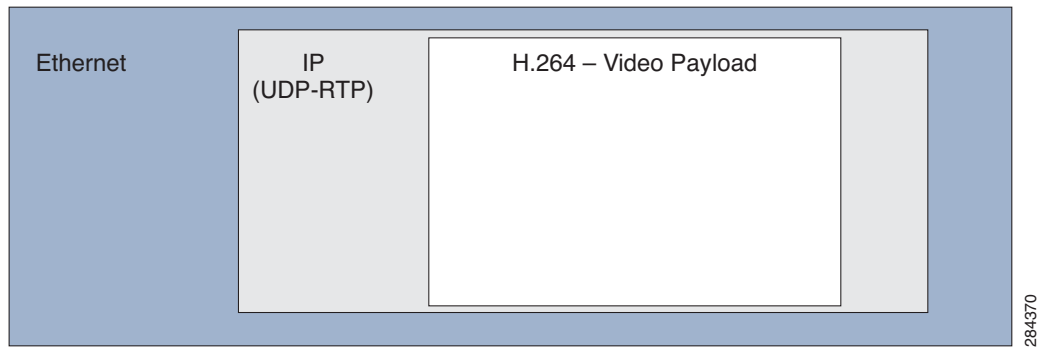 Ethernet
IP
(UDP-RTP)
H.264 – Video Payload
284370